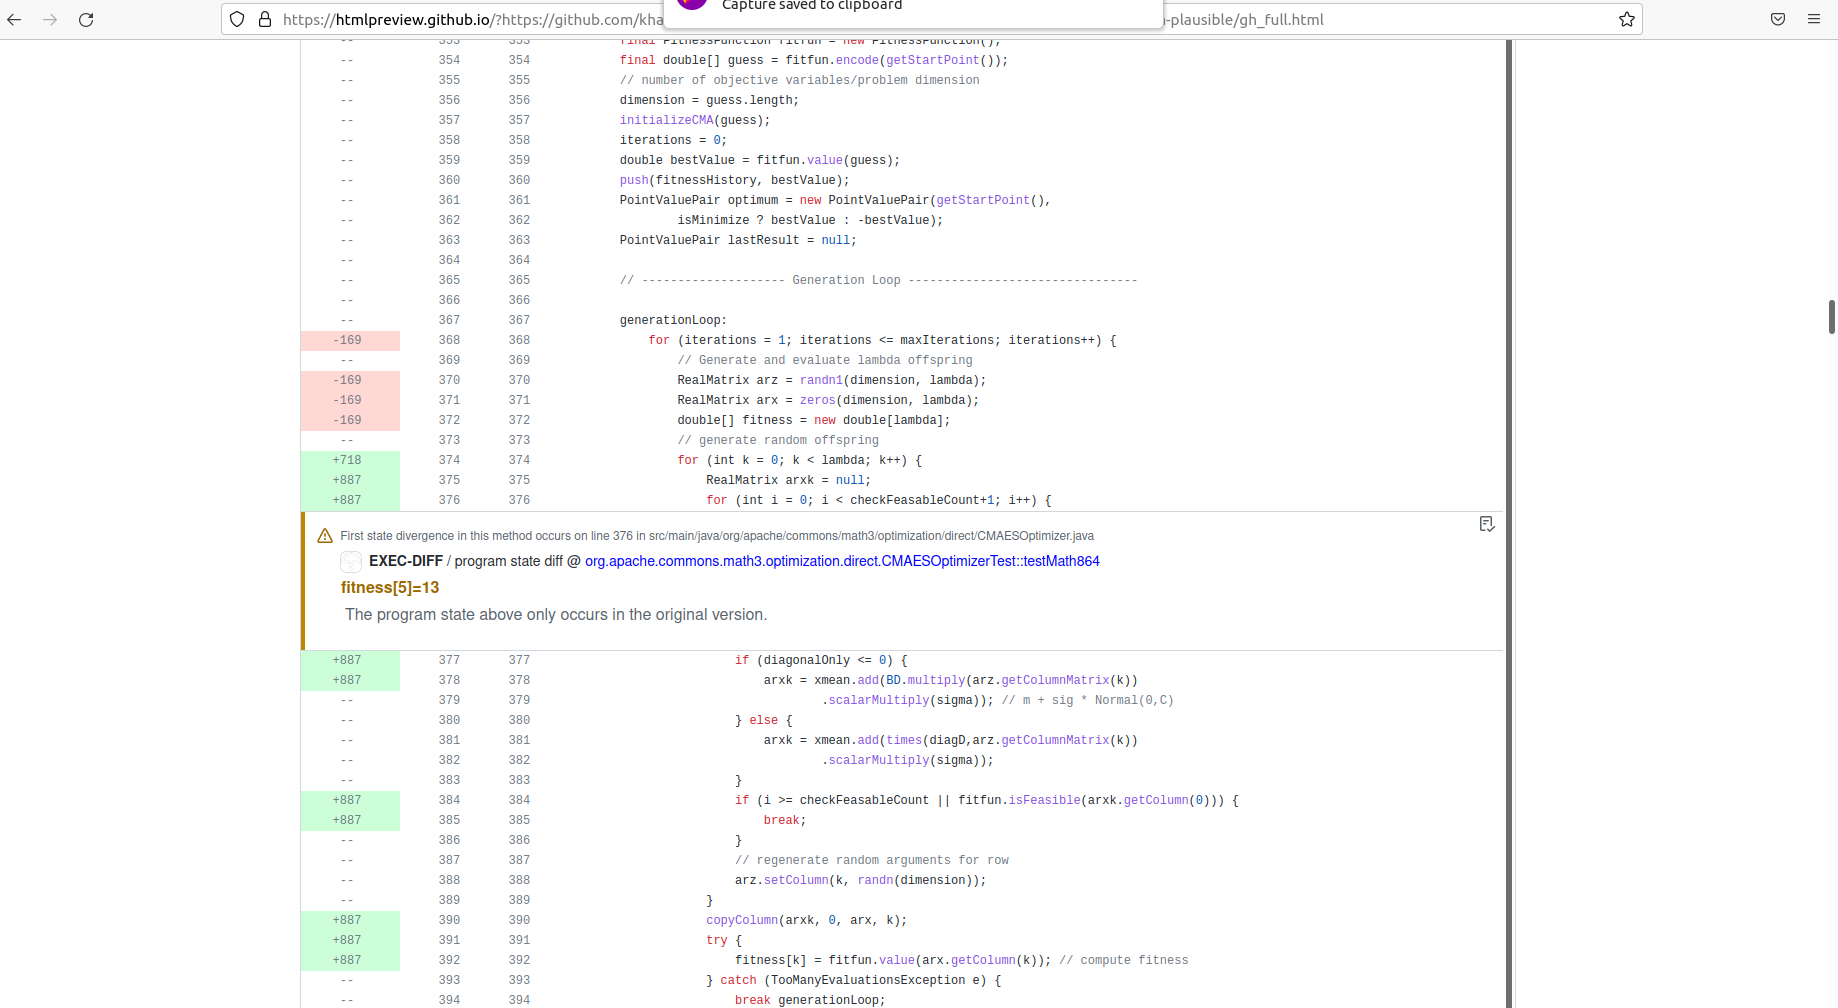 https://htmlpreview.github.io/?https://github.com/kha
-plausible/gh_full.html
Capture saved to clipboard
-- 353 353 final FitnessFunction fitfun = new FitnessFunction();
-- 354 354 final double[] guess = fitfun.encode(getStartPoint());
-- 355 355 // number of objective variables/problem dimension
-- 356 356 dimension = guess.length;
-- 357 357 initializeCMA(guess);
-- 358 358 iterations = 0;
-- 359 359 double bestValue = fitfun.value(guess);
-- 360 360 push(fitnessHistory, bestValue);
-- 361 361 PointValuePair optimum = new PointValuePair(getStartPoint(),
-- 362 362 isMinimize ? bestValue : -bestValue);
-- 363 363 PointValuePair lastResult = null;
-- 364 364
-- 365 365 // -------------------- Generation Loop --------------------------------
-- 366 366
-- 367 367 generationLoop:
-169 368 368 for (iterations = 1; iterations <= maxIterations; iterations++) {
-- 369 369 // Generate and evaluate lambda offspring
-169 370 370 RealMatrix arz = randn1(dimension, lambda);
-169 371 371 RealMatrix arx = zeros(dimension, lambda);
-169 372 372 double[] fitness = new double[lambda];
-- 373 373 // generate random offspring
+718 374 374 for (int k = 0; k < lambda; k++) {
+887 375 375 RealMatrix arxk = null;
+887 376 376 for (int i = 0; i < checkFeasableCount+1; i++) {
First state divergence in this method occurs on line 376 in src/main/java/org/apache/commons/math3/optimization/direct/CMAESOptimizer.java
EXEC-DIFF / program state diff @ org.apache.commons.math3.optimization.direct.CMAESOptimizerTest::testMath864
fitness[5]=13
The program state above only occurs in the original version.
+887 377 377 if (diagonalOnly <= 0) {
+887 378 378 arxk = xmean.add(BD.multiply(arz.getColumnMatrix(k))
-- 379 379 .scalarMultiply(sigma)); // m + sig * Normal(0,C)
-- 380 380 } else {
-- 381 381 arxk = xmean.add(times(diagD,arz.getColumnMatrix(k))
-- 382 382 .scalarMultiply(sigma));
-- 383 383 }
+887 384 384 if (i >= checkFeasableCount || fitfun.isFeasible(arxk.getColumn(0))) {
+887 385 385 break;
-- 386 386 }
-- 387 387 // regenerate random arguments for row
-- 388 388 arz.setColumn(k, randn(dimension));
-- 389 389 }
+887 390 390 copyColumn(arxk, 0, arx, k);
+887 391 391 try {
+887 392 392 fitness[k] = fitfun.value(arx.getColumn(k)); // compute fitness
-- 393 393 } catch (TooManyEvaluationsException e) {
-- 394 394 break generationLoop;